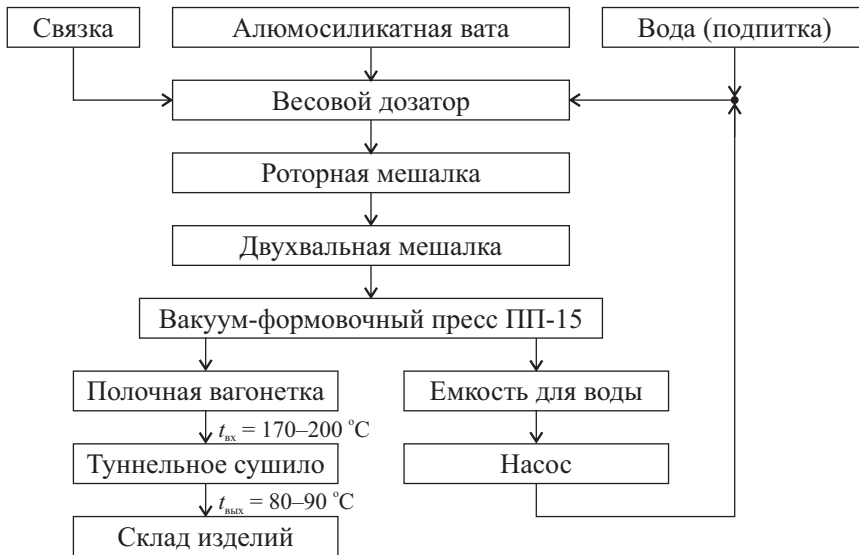 Связка
Алюмосиликатная вата
Вода (подпитка)
Весовой дозатор
Роторная мешалка
Двухвальная мешалка
Вакуум-формовочный пресс ПП-15
Полочная вагонетка
Емкость для воды
tвх = 170–200 °C
Туннельное сушило
Насос
tвых = 80–90 °C
Склад изделий